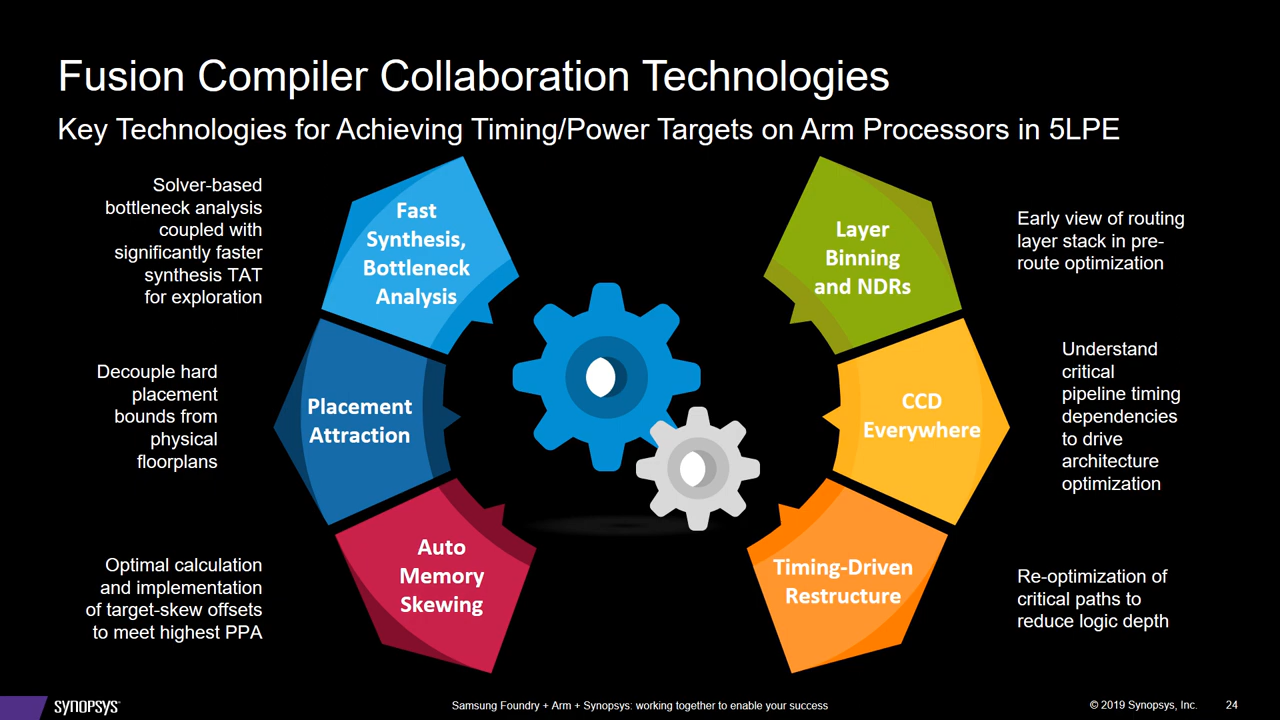 Fusion Compiler Collaboration Technologies
Key Technologies for Achieving Timing/Power Targets on Arm Processors in 5LPE
Solver-based
bottleneck analysis
coupled with
significantly faster
synthesis TAT
for exploration
Fast
Synthesis,
Bottleneck
Analysis
Decouple hard
placement
bounds from
physical
floorplans
Placement
Attraction
Optimal calculation
and implementation
of target-skew offsets
to meet highest PPA
Auto
Memory
Skewing
Layer
Binning
and NDRs
Early view of routing
layer stack in pre-
route optimization
CCD
Everywhere
Understand
critical
pipeline timing
dependencies
to drive
architecture
optimization
Timing-Driven
Restructure
Re-optimization of
critical paths to
reduce logic depth
SYNOPSYS
Samsung Foundry + Arm + Synopsys: working together to enable your success
© 2019 Synopsys, Inc.
24